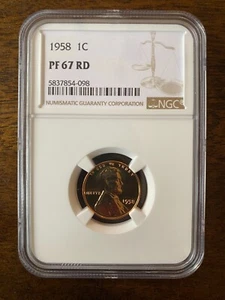 1958 1C
PF 67 RD
5837854-098
NUMISMATIC GUARANTY CORPORATION
NGC
LIBERTY
1958